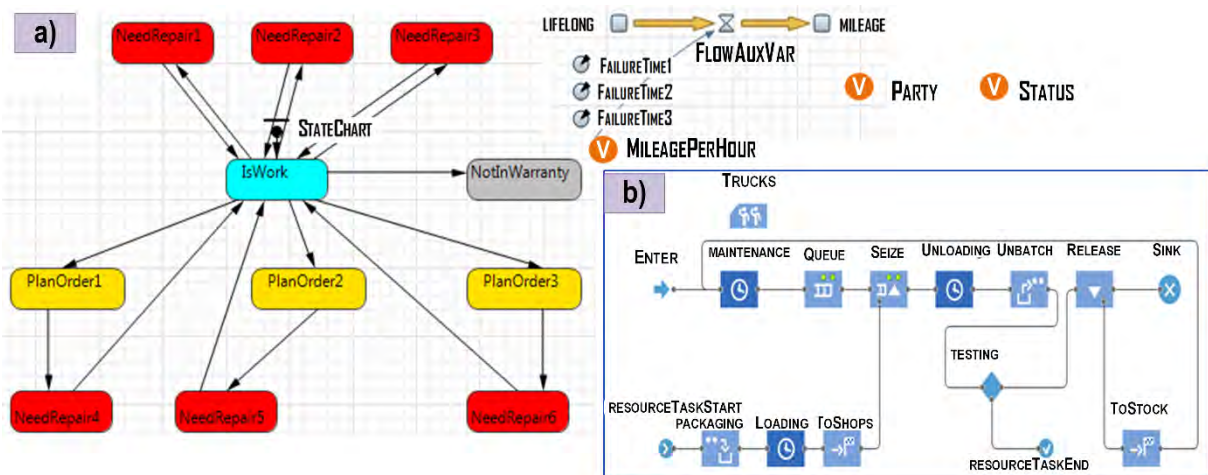 a)
NeedRepair1
NeedRepair2
NeedRepair3
LIFELONG
MILEAGE
FLOWAUXVAR
FAILURETIME1
FAILURETIME2
FAILURETIME3
V PARTY
V STATUS
STATECHART
V MILEAGEPERHOUR
IsWork
NotInWarranty
PlanOrder1
PlanOrder2
PlanOrder3
NeedRepair4
NeedRepair5
NeedRepair6
b)
TRUCKS
ENTER
MAINTENANCE
QUEUE
SEIZE
UNLOADING
UNBATCH
RELEASE
SINK
TESTING
RESOURCETASKSTART
PACKAGING
LOADING
TOSHOPS
TOSTOCK
RESOURCETASKEND